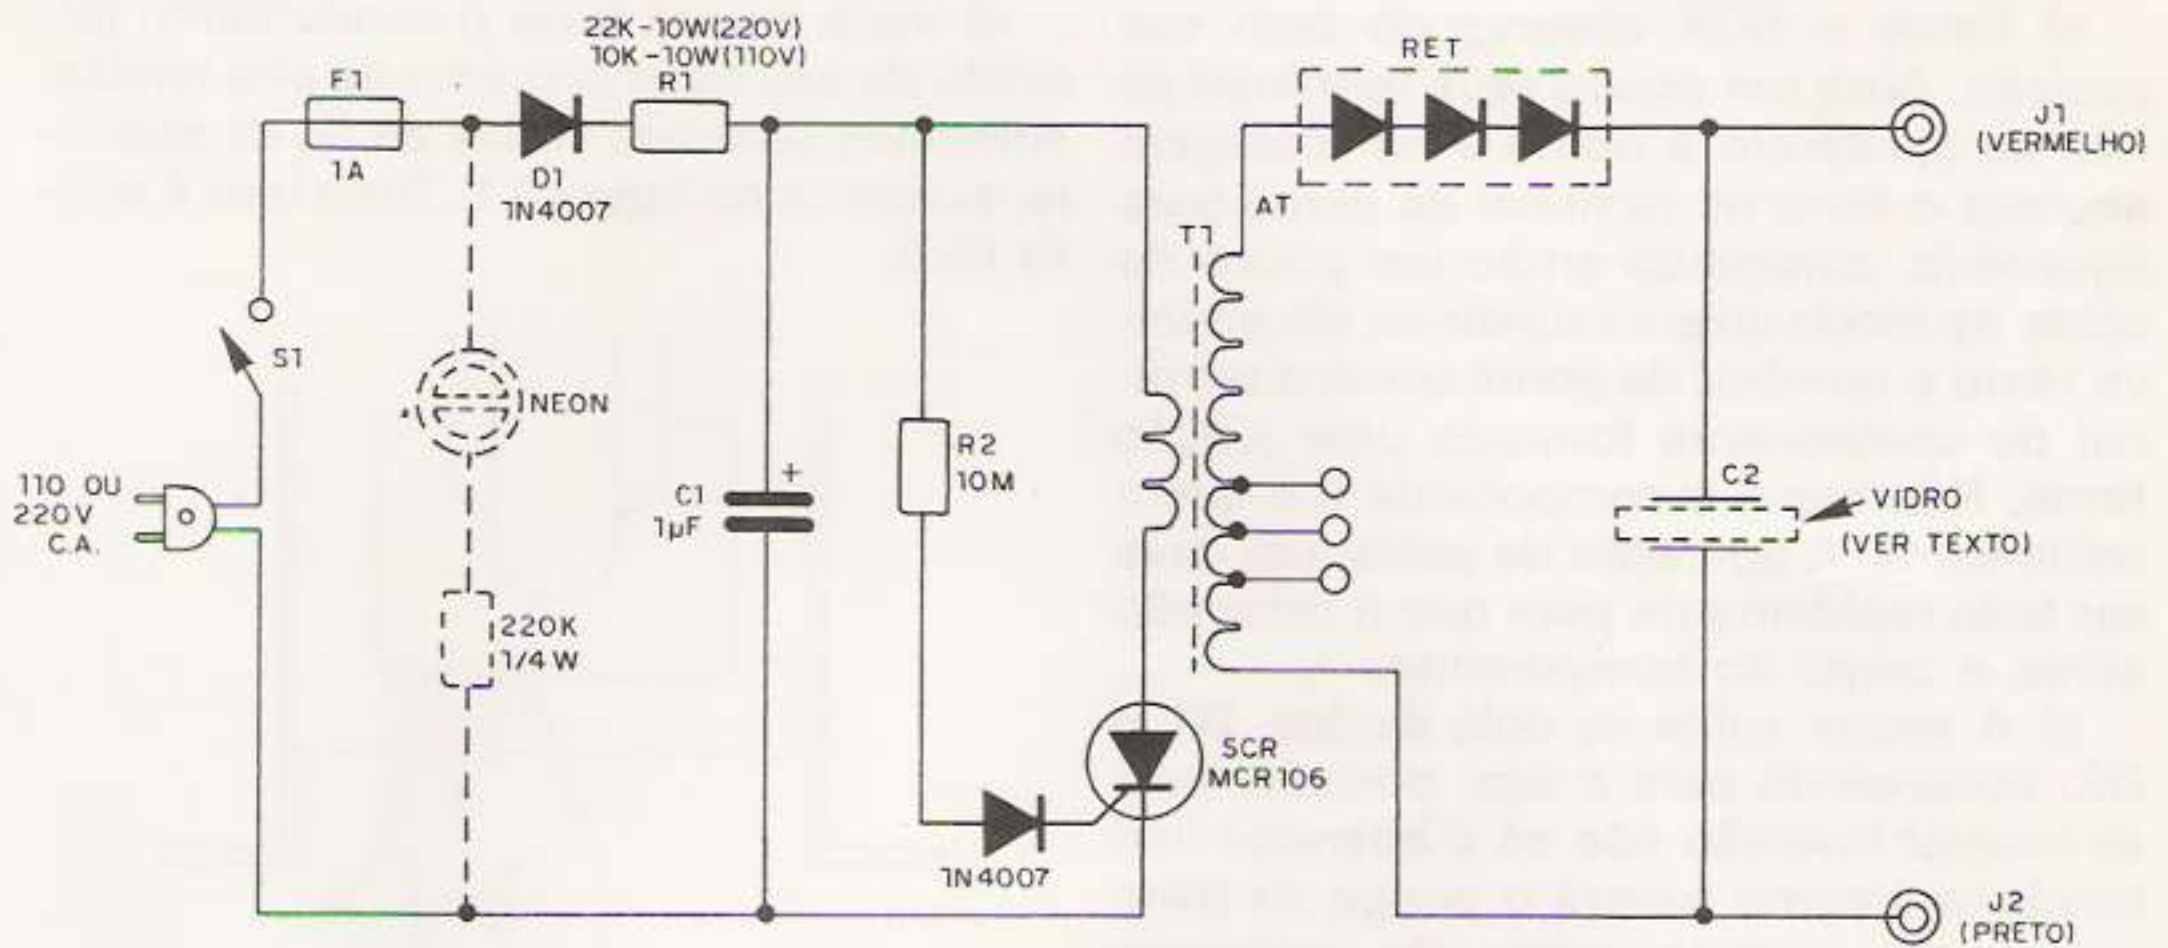 22K-10W(220V)
10K-10W(110V)
F1
R1
1A
D1
1N4007
RET
J1
(VERMELHO)
AT
T1
S1
NEON
110 OU
220V
C.A.
R2
10M
C1
+
1µF
C2
VIDRO
(VER TEXTO)
220K
1/4W
SCR
MCR106
1N4007
J2
(PRETO)